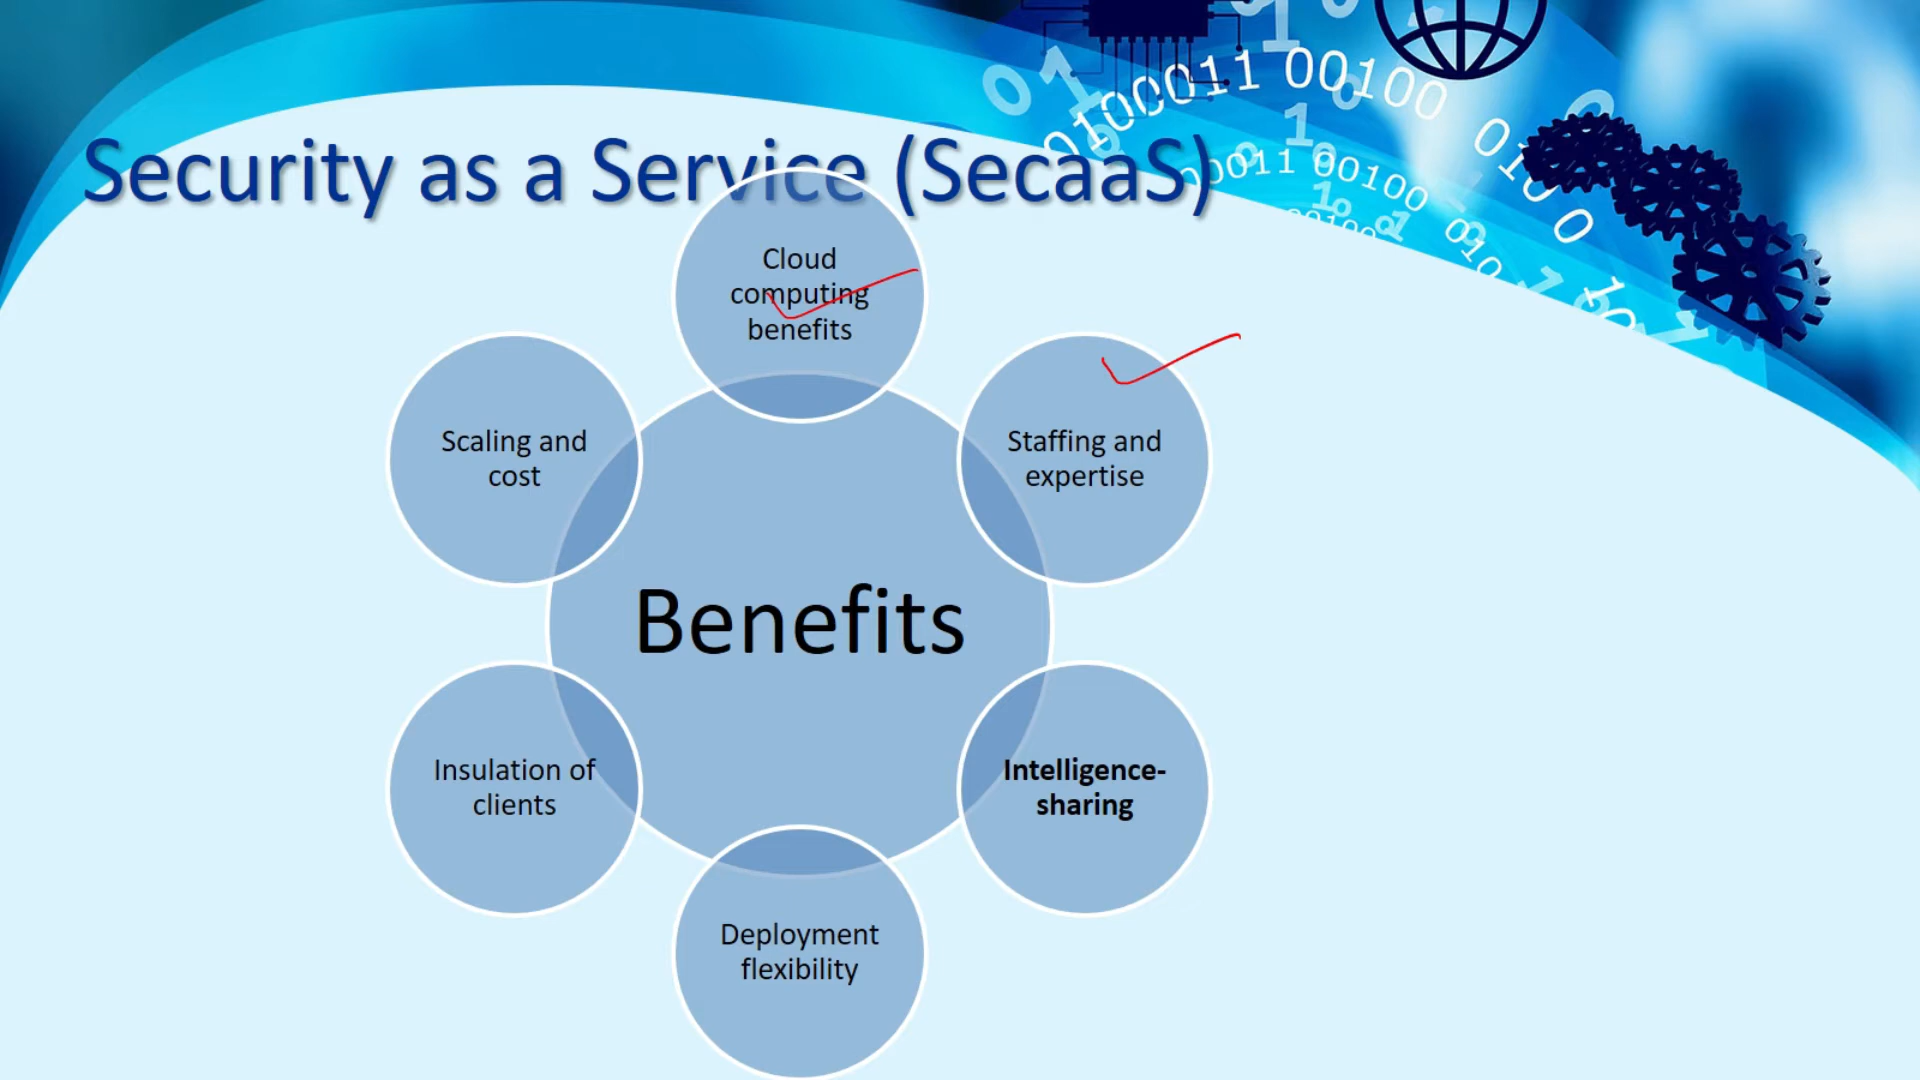 Security as a Service (SecaaS)
Cloud
computing
benefits
Staffing and
expertise
Intelligence-
sharing
Deployment
flexibility
Insulation of
clients
Scaling and
cost
Benefits